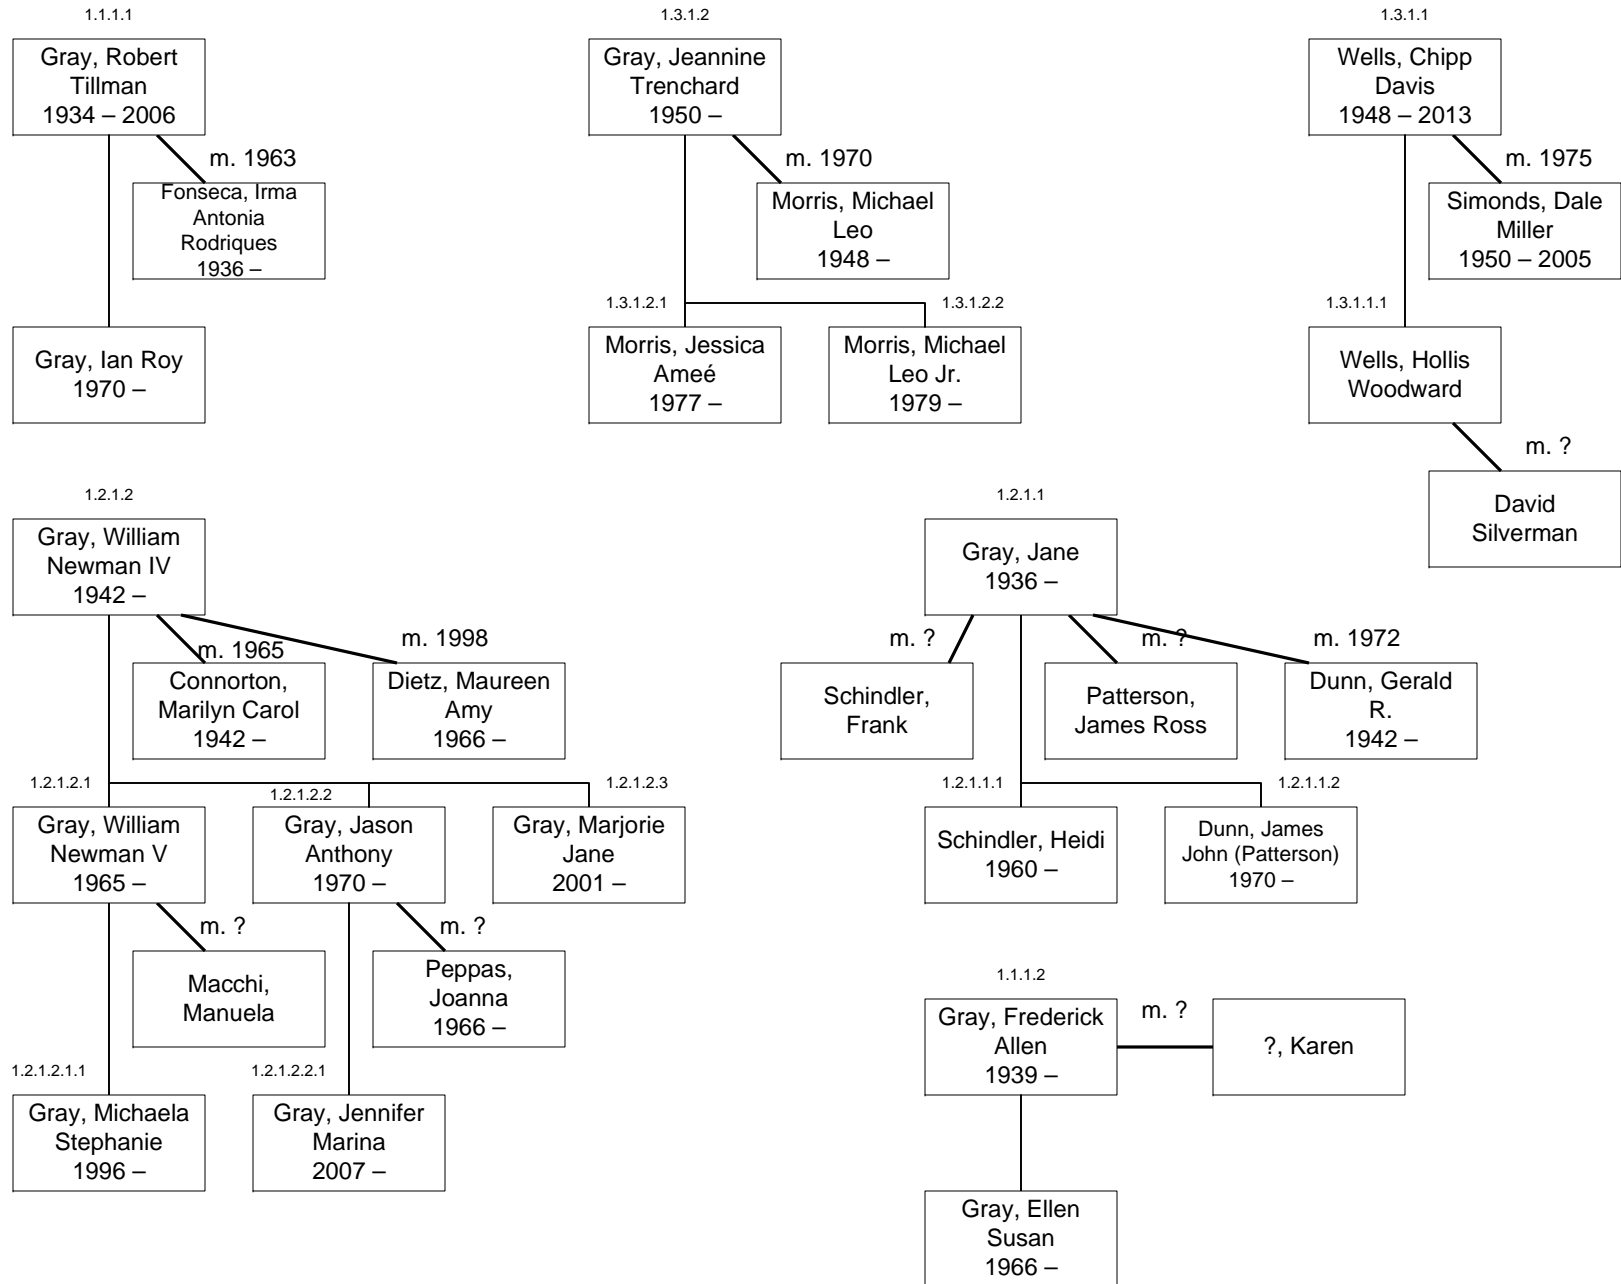 1.1.1.1
Gray, Robert
Tillman
1934 – 2006
m. 1963
Fonseca, Irma
Antonia
Rodriques
1936 –
Gray, Ian Roy
1970 –
1.3.1.2
Gray, Jeannine
Trenchard
1950 –
m. 1970
Morris, Michael
Leo
1948 –
1.3.1.2.1
Morris, Jessica
Ameé
1977 –
1.3.1.2.2
Morris, Michael
Leo Jr.
1979 –
1.3.1.1
Wells, Chipp
Davis
1948 – 2013
m. 1975
Simonds, Dale
Miller
1950 – 2005
1.3.1.1.1
Wells, Hollis
Woodward
m. ?
David
Silverman
1.2.1.2
Gray, William
Newman IV
1942 –
m. 1965
Connorton,
Marilyn Carol
1942 –
m. 1998
Dietz, Maureen
Amy
1966 –
1.2.1.2.1
Gray, William
Newman V
1965 –
m. ?
Macchi,
Manuela
1.2.1.2.2
Gray, Jason
Anthony
1970 –
m. ?
Peppas,
Joanna
1966 –
1.2.1.2.3
Gray, Marjorie
Jane
2001 –
1.2.1.2.1.1
Gray, Michaela
Stephanie
1996 –
1.2.1.2.2.1
Gray, Jennifer
Marina
2007 –
1.2.1.1
Gray, Jane
1936 –
m. ?
Schindler,
Frank
m. ?
Patterson,
James Ross
m. 1972
Dunn, Gerald
R.
1942 –
1.2.1.1.1
Schindler, Heidi
1960 –
1.2.1.1.2
Dunn, James
John (Patterson)
1970 –
1.1.1.2
Gray, Frederick
Allen
1939 –
m. ?
?, Karen
Gray, Ellen
Susan
1966 –